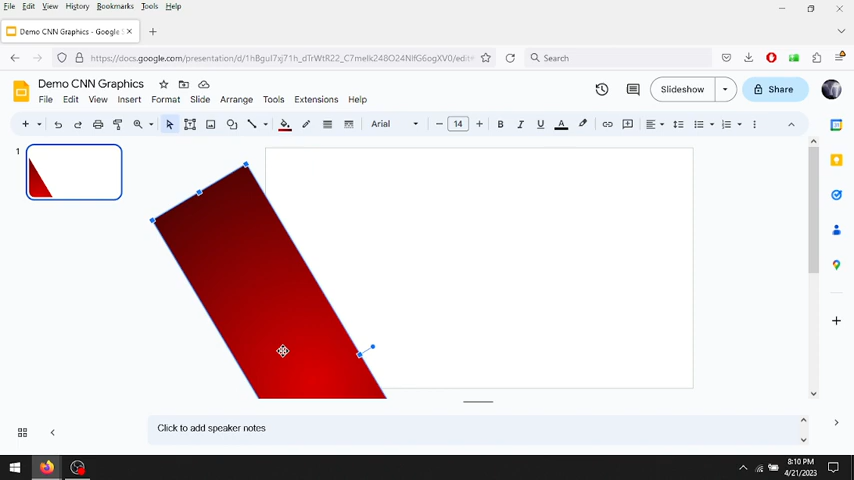 File Edit View History Bookmarks Tools Help
Demo CNN Graphics - Google S
https://docs.google.com/presentation/d/
Search
Demo CNN Graphics
Slideshow
Share
File Edit View Insert Format Slide Arrange Tools Extensions Help
Arial
14
B I U A
1
Click to add speaker notes
8:10 PM
4/21/2023